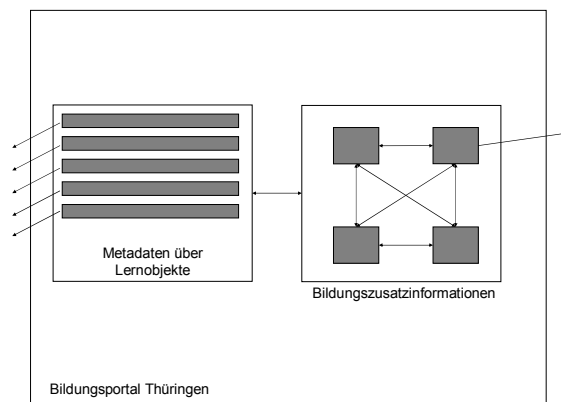 Metadaten über
Lernobjekte
Bildungszusatzinformationen
Bildungsportal Thüringen